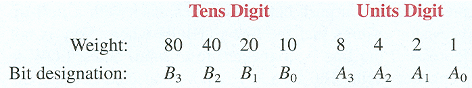 Tens Digit Units Digit
Weight: 80 40 20 10 8 4 2 1
Bit designation: B₃ B₂ B₁ B₀ A₃ A₂ A₁ A₀